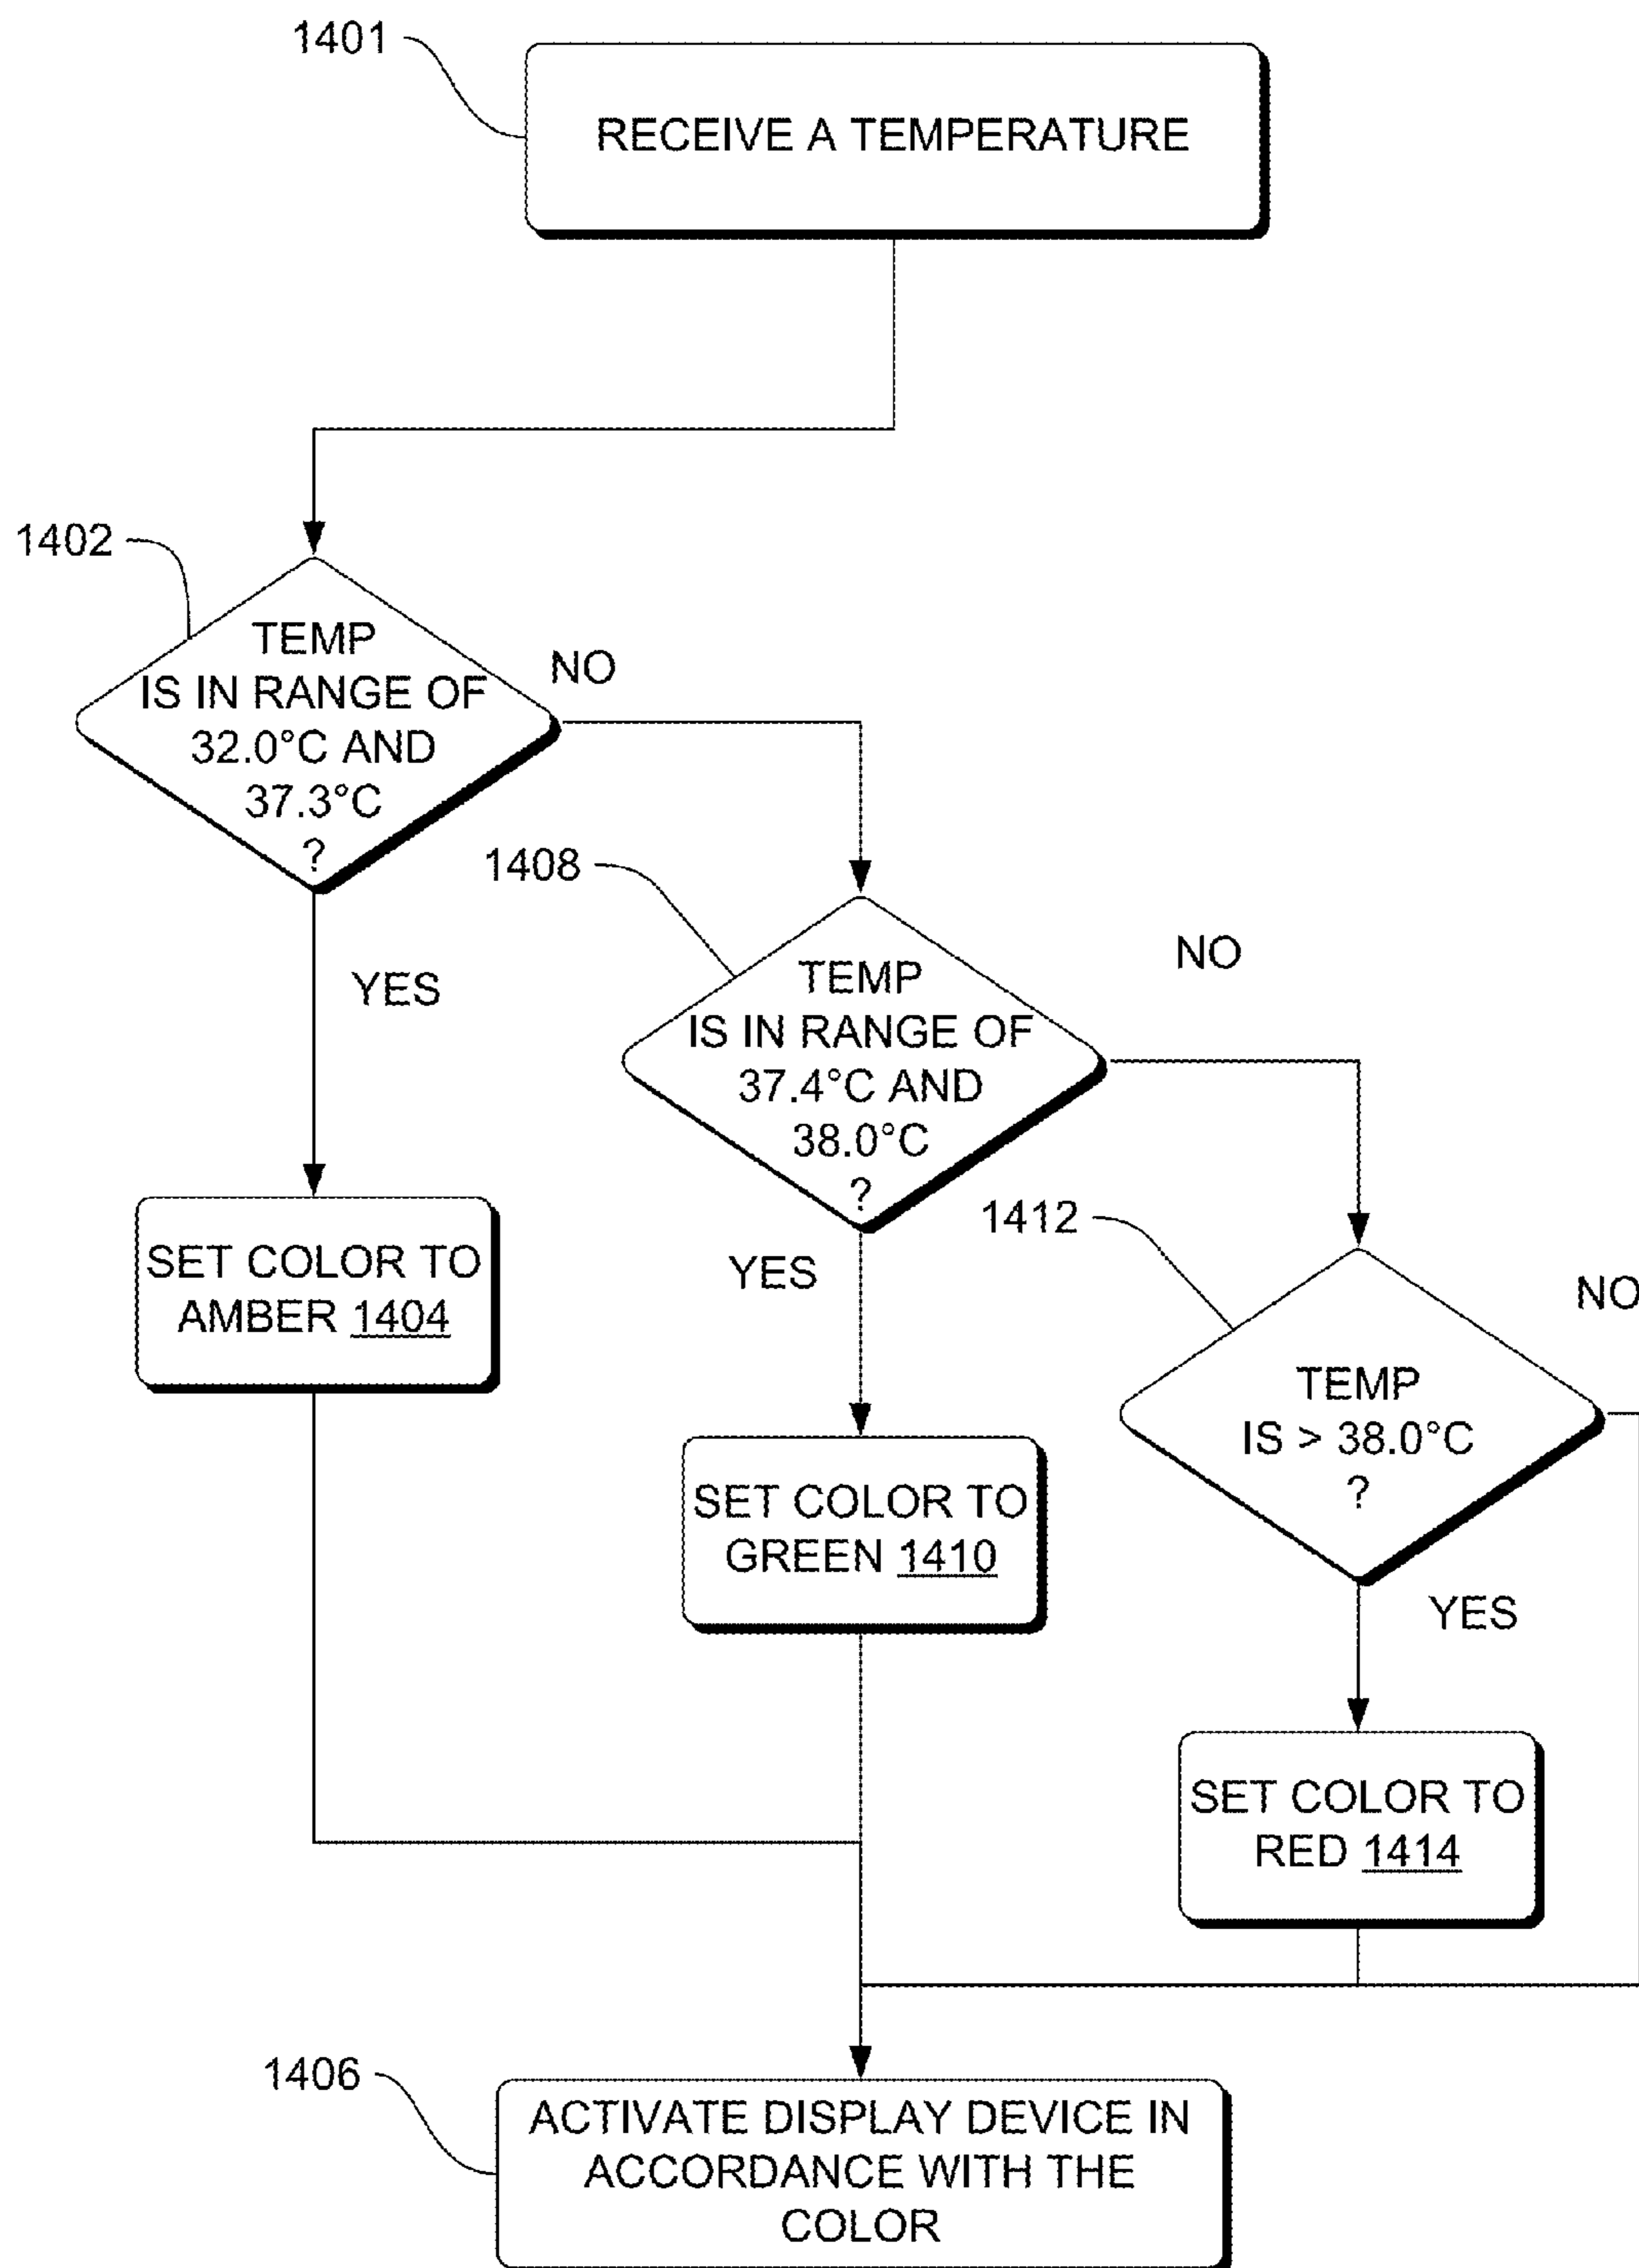 1401
RECEIVE A TEMPERATURE
1402
TEMP
IS IN RANGE OF
32.0°C AND
37.3°C
?
NO
YES
1408
TEMP
IS IN RANGE OF
37.4°C AND
38.0°C
?
NO
YES
SET COLOR TO
AMBER 1404
1412
TEMP
IS > 38.0°C
?
NO
YES
SET COLOR TO
GREEN 1410
SET COLOR TO
RED 1414
1406
ACTIVATE DISPLAY DEVICE IN
ACCORDANCE WITH THE
COLOR